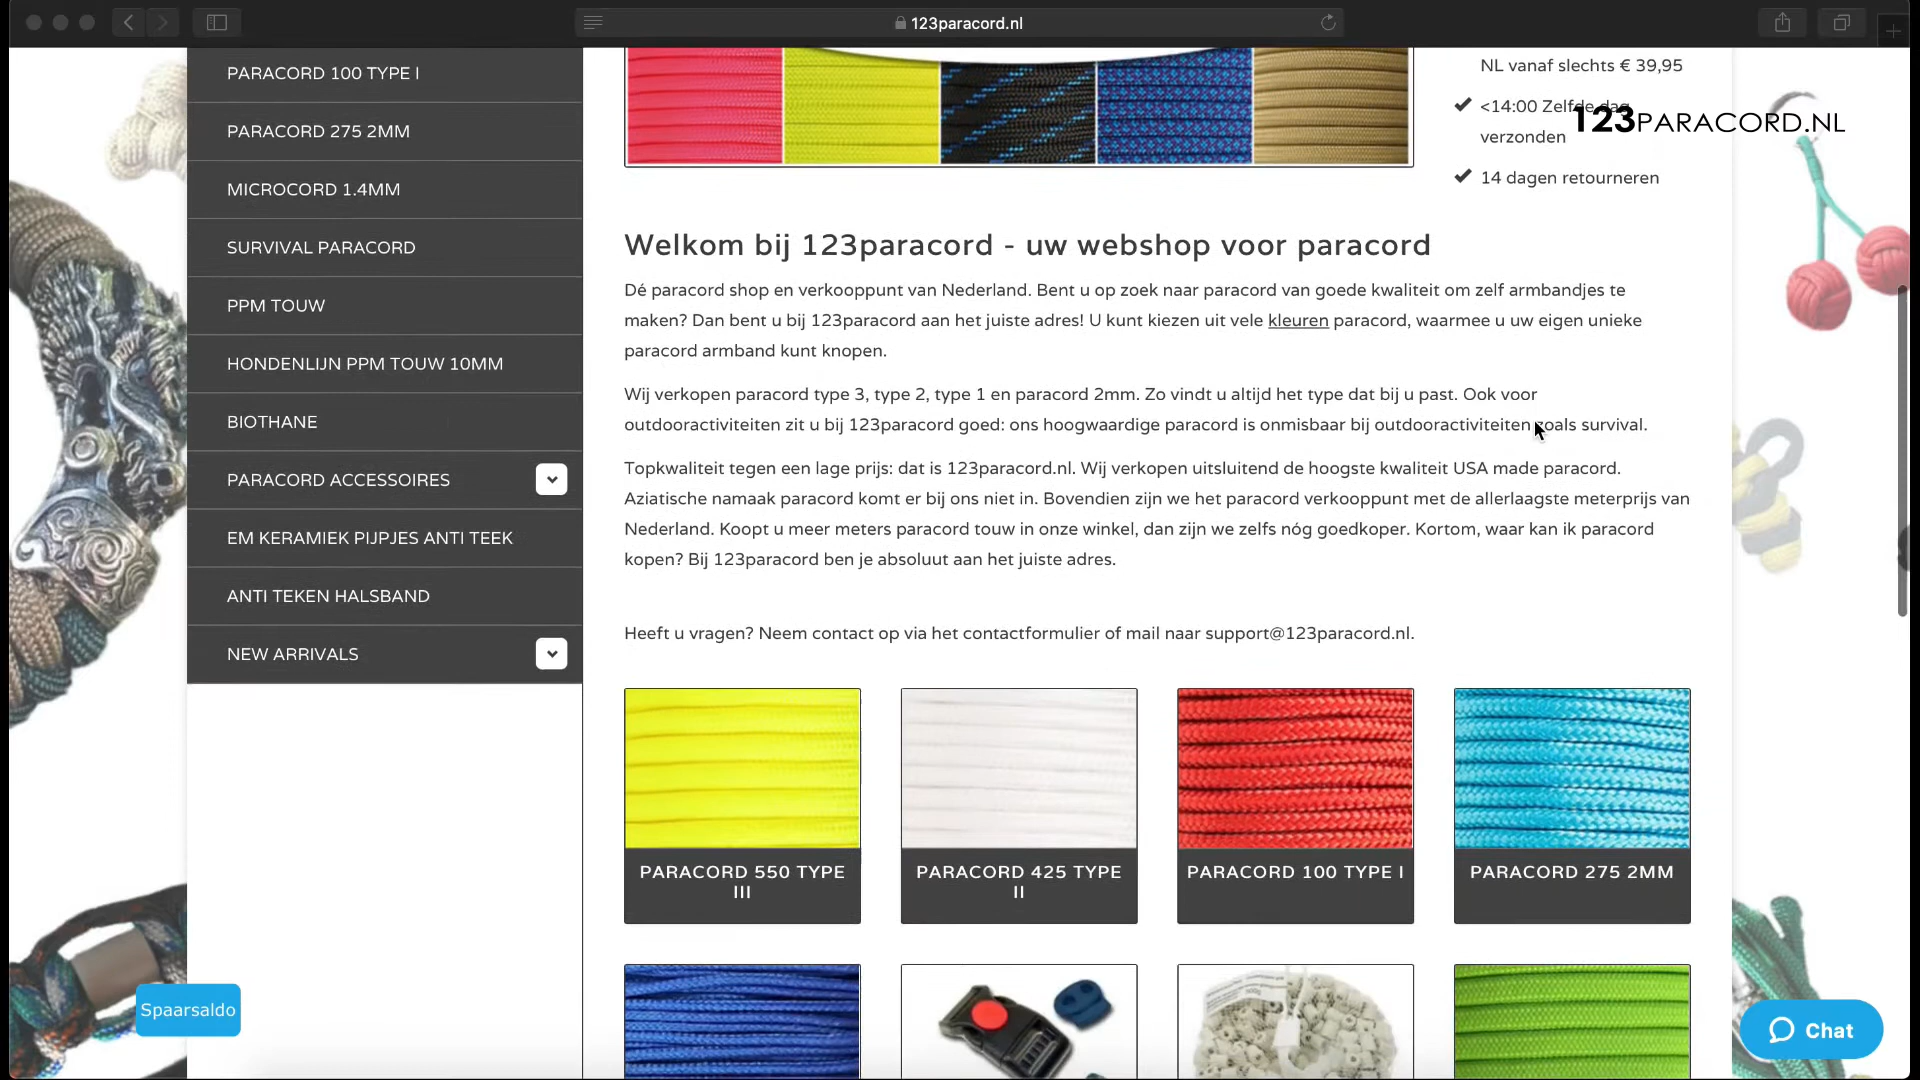 123paracord.nl
PARACORD 100 TYPE I
PARACORD 275 2MM
MICROCORD 1.4MM
SURVIVAL PARACORD
PPM TOUW
HONDENLIJN PPM TOUW 10MM
BIOTHANE
PARACORD ACCESSOIRES
EM KERAMIEK PIJPJES ANTI TEEK
ANTI TEKEN HALSBAND
NEW ARRIVALS
NL vanaf slechts € 39,95
<14:00 Zelfde dag
verzonden
14 dagen retourneren
123PARACORD.NL
Welkom bij 123paracord - uw webshop voor paracord
Dé paracord shop en verkooppunt van Nederland. Bent u op zoek naar paracord van goede kwaliteit om zelf armbandjes te
maken? Dan bent u bij 123paracord aan het juiste adres! U kunt kiezen uit vele kleuren paracord, waarmee u uw eigen unieke
paracord armband kunt knopen.
Wij verkopen paracord type 3, type 2, type 1 en paracord 2mm. Zo vindt u altijd het type dat bij u past. Ook voor
outdooractiviteiten zit u bij 123paracord goed: ons hoogwaardige paracord is onmisbaar bij outdooractiviteiten zoals survival.
Topkwaliteit tegen een lage prijs: dat is 123paracord.nl. Wij verkopen uitsluitend de hoogste kwaliteit USA made paracord.
Aziatische namaak paracord komt er bij ons niet in. Bovendien zijn we het paracord verkooppunt met de allerlaagste meterprijs van
Nederland. Koopt u meer meters paracord touw in onze winkel, dan zijn we zelfs nóg goedkoper. Kortom, waar kan ik paracord
kopen? Bij 123paracord ben je absoluut aan het juiste adres.
Heeft u vragen? Neem contact op via het contactformulier of mail naar support@123paracord.nl.
PARACORD 550 TYPE
III
PARACORD 425 TYPE
II
PARACORD 100 TYPE I
PARACORD 275 2MM
Spaarsaldo
Chat